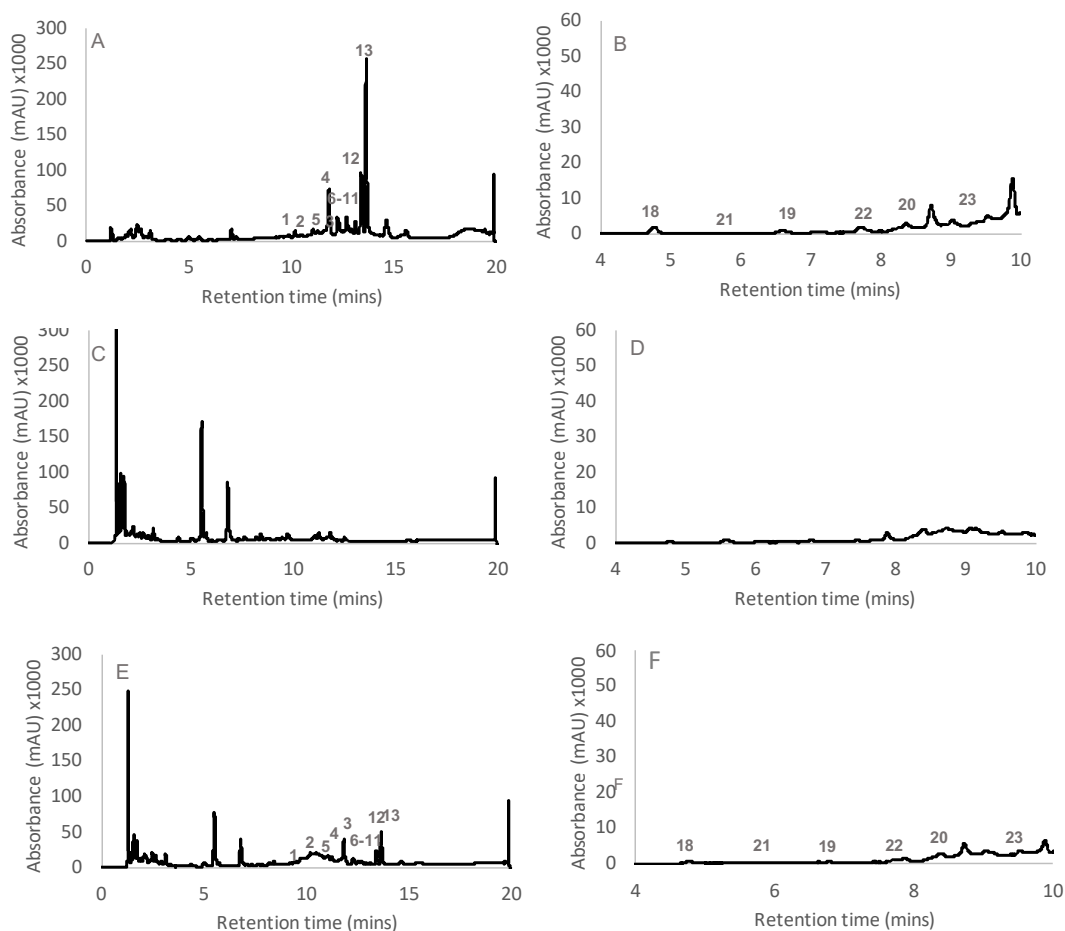 A
Absorbance (mAU) x1000
300
250
200
150
100
50
0
13
12
4
6-11
1 2 5 3
0 5 10 15 20
Retention time (mins)
B
Absorbance (mAU) x1000
60
50
40
30
20
10
0
18 21 19 22 20 23
4 5 6 7 8 9 10
Retention time (mins)
C
Absorbance (mAU) x1000
300
250
200
150
100
50
0
0 5 10 15 20
Retention time (mins)
D
Absorbance (mAU) x1000
60
50
40
30
20
10
0
4 5 6 7 8 9 10
Retention time (mins)
E
Absorbance (mAU) x1000
300
250
200
150
100
50
0
1 2 5 4 3 6-11 12 13
0 5 10 15 20
Retention time (mins)
F
Absorbance (mAU) x1000
60
50
40
30
20
10
0
F
18 21 19 22 20 23
4 6 8 10
Retention time (mins)